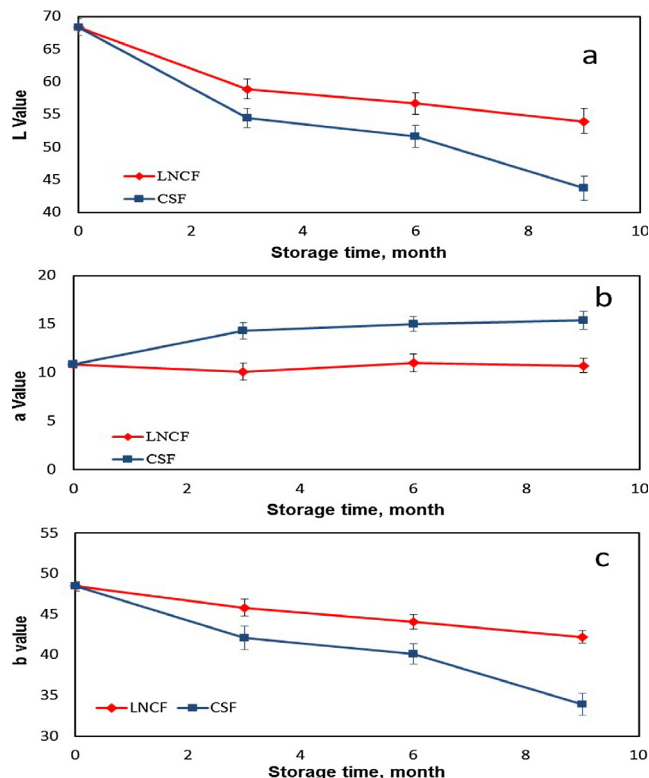 70
65
60
55
50
45
40
L Value
a
LNCF
CSF
0 2 4 6 8 10
Storage time, month
20
15
10
5
0
a Value
b
LNCF
CSF
0 2 4 6 8 10
Storage time, month
55
50
45
40
35
30
b value
c
LNCF CSF
0 2 4 6 8 10
Storage time, month